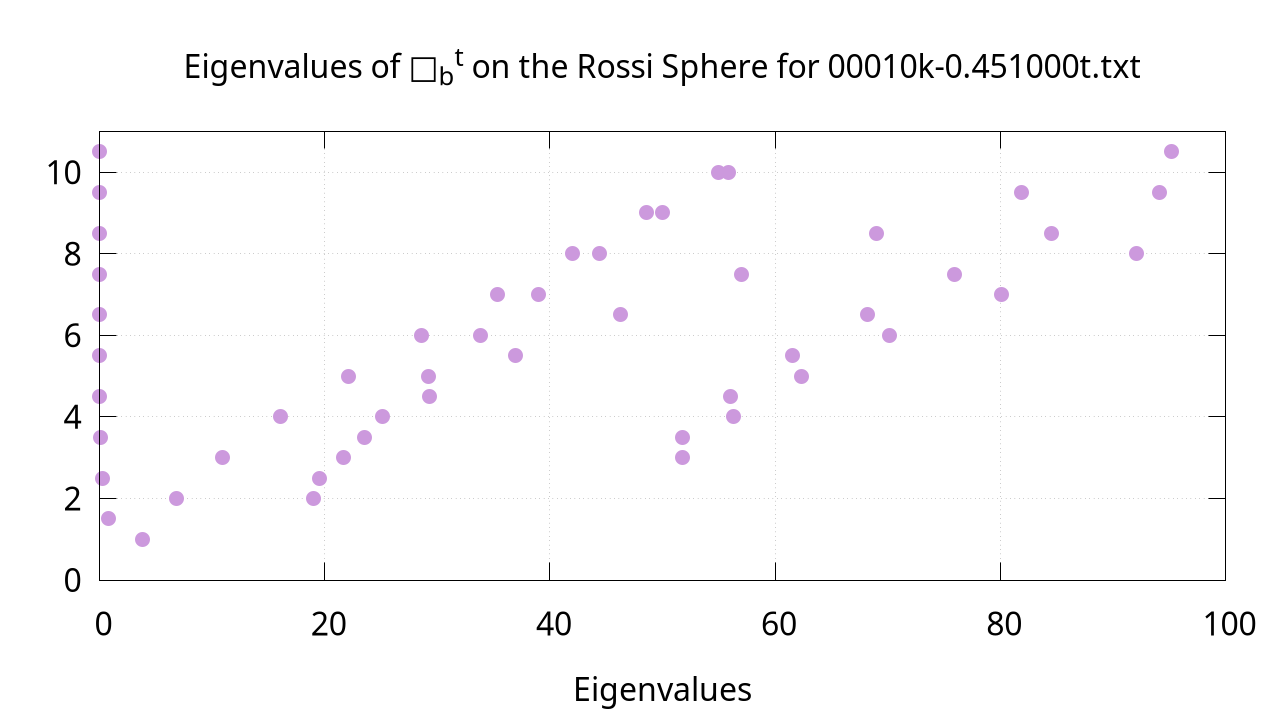 Eigenvalues of □b^t on the Rossi Sphere for 00010k-0.451000t.txt
10
8
6
4
2
0
0 20 40 60 80 100
Eigenvalues